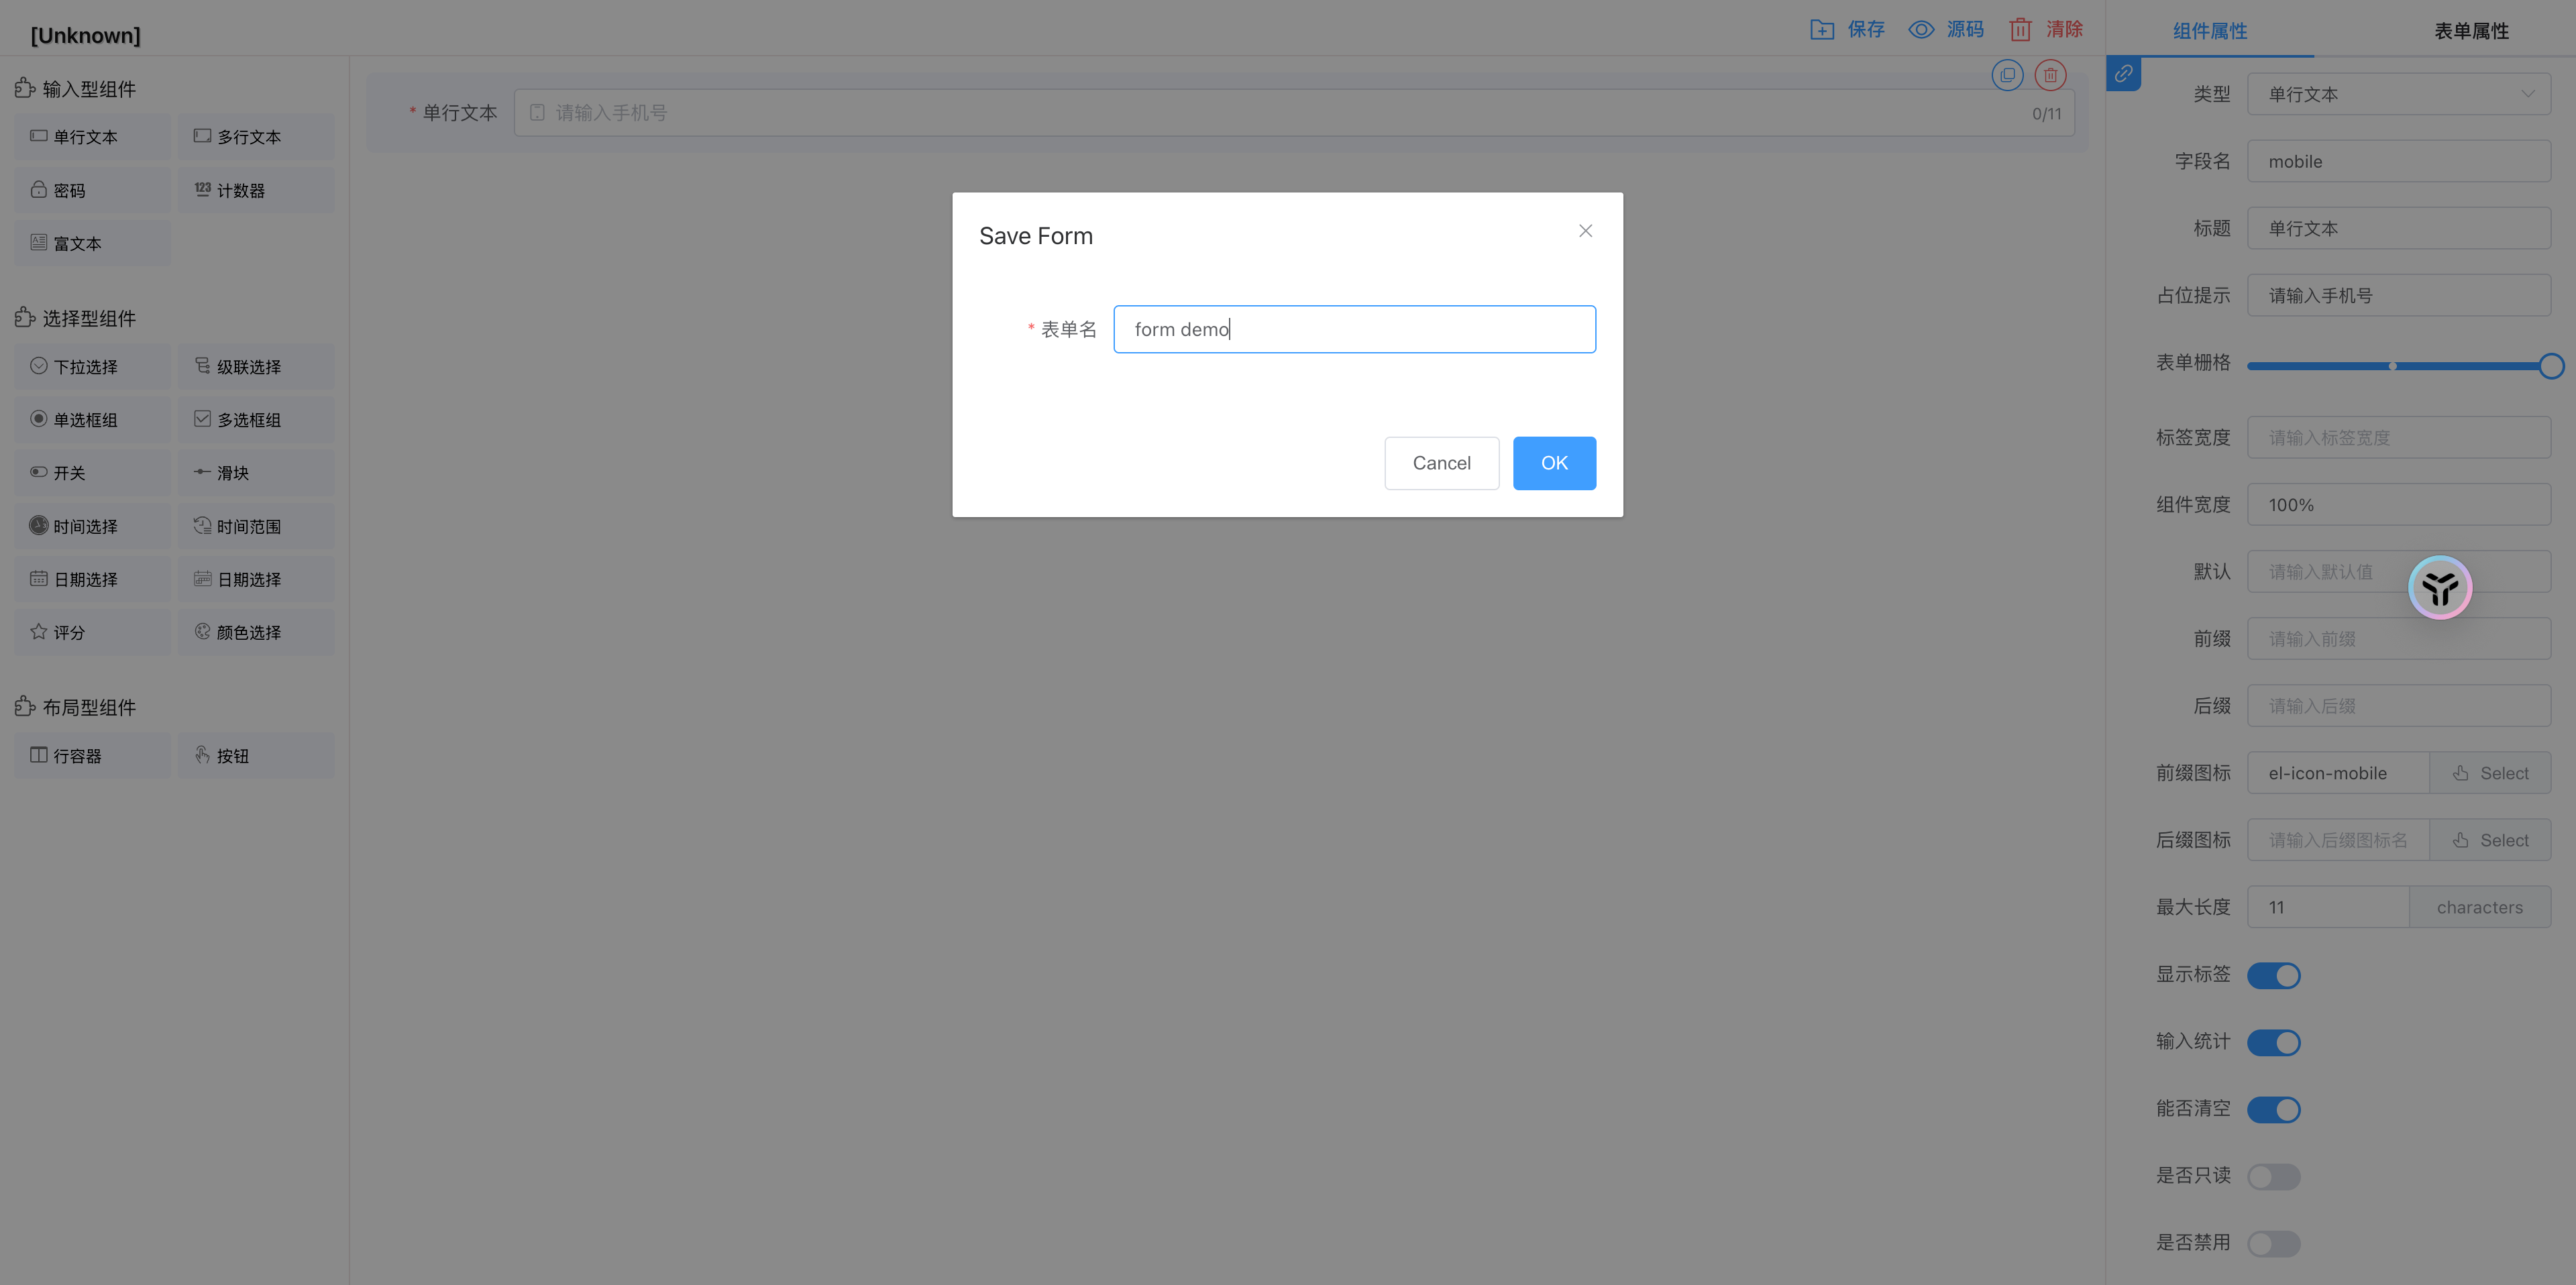 [Unknown]
保存 源码 清除
组件属性 表单属性
输入型组件
单行文本 多行文本
密码 123 计数器
富文本
选择型组件
下拉选择 级联选择
单选框组 多选框组
开关 滑块
时间选择 时间范围
日期选择 日期选择
评分 颜色选择
布局型组件
行容器 按钮
* 单行文本 请输入手机号 0/11
Save Form
* 表单名 form demo
Cancel OK
类型 单行文本
字段名 mobile
标题 单行文本
占位提示 请输入手机号
表单栅格
标签宽度 请输入标签宽度
组件宽度 100%
默认 请输入默认值
前缀 请输入前缀
后缀 请输入后缀
前缀图标 el-icon-mobile Select
后缀图标 请输入后缀图标名 Select
最大长度 11 characters
显示标签
输入统计
能否清空
是否只读
是否禁用